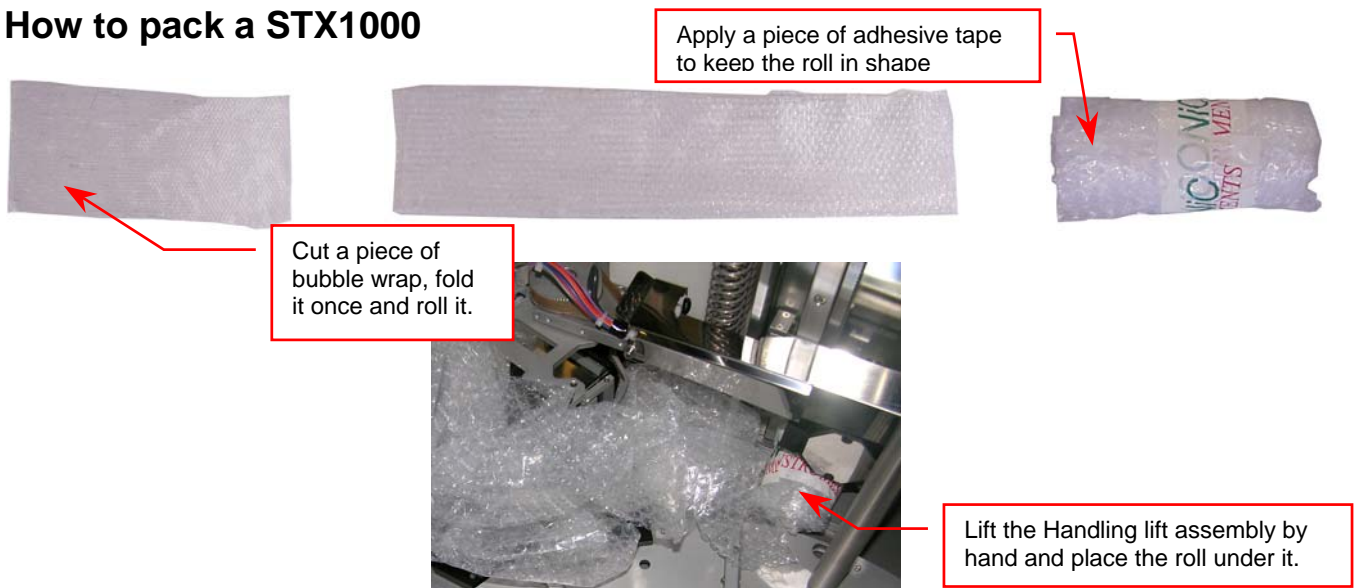 How to pack a STX1000
Apply a piece of adhesive tape
to keep the roll in shape
Cut a piece of
bubble wrap, fold
it once and roll it.
Lift the Handling lift assembly by
hand and place the roll under it.